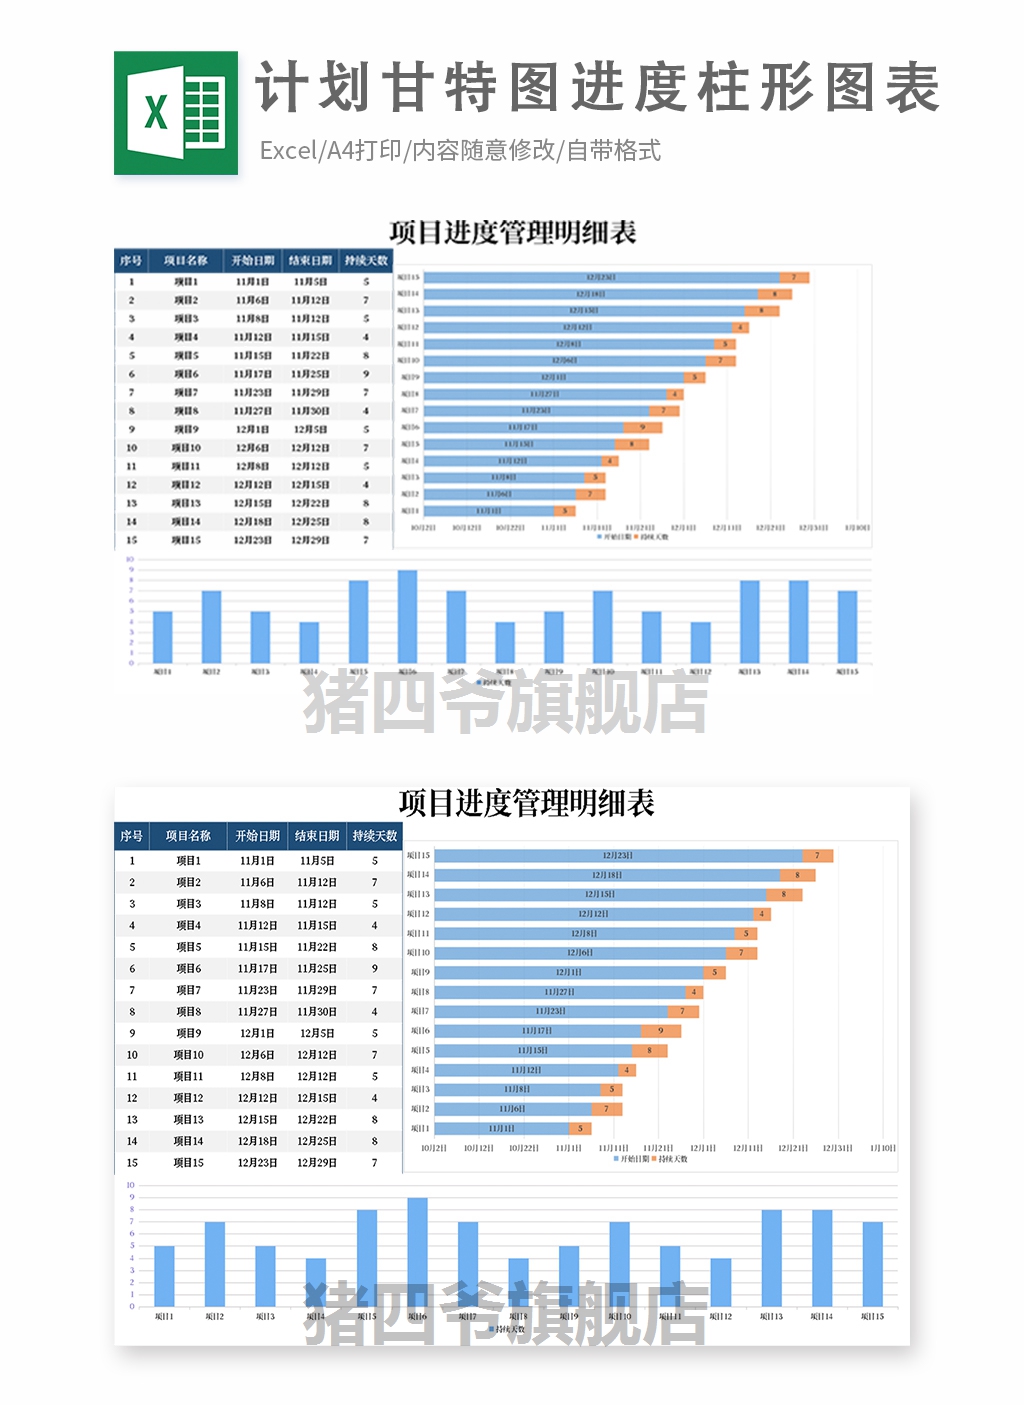 计划甘特图进度柱形图表
Excel/A4打印/内容随意修改/自带格式
项目进度管理明细表
序号 项目名称 开始日期 结束日期 持续天数
1 项目1 11月1日 11月5日 5
2 项目2 11月6日 11月12日 7
3 项目3 11月8日 11月12日 5
4 项目4 11月12日 11月15日 4
5 项目5 11月15日 11月22日 8
6 项目6 11月17日 11月25日 9
7 项目7 11月23日 11月29日 7
8 项目8 11月27日 11月30日 4
9 项目9 12月1日 12月5日 5
10 项目10 12月6日 12月12日 7
11 项目11 12月8日 12月12日 5
12 项目12 12月12日 12月15日 4
13 项目13 12月15日 12月22日 8
14 项目14 12月18日 12月25日 8
15 项目15 12月23日 12月29日 7
项目15 12月23日 7
项目14 12月18日 8
项目13 12月15日 8
项目12 12月12日 4
项目11 12月8日 5
项目10 12月6日 7
项目9 12月1日 5
项目8 11月27日 4
项目7 11月23日 7
项目6 11月17日 9
项目5 11月15日 8
项目4 11月12日 4
项目3 11月8日 5
项目2 11月6日 7
项目1 11月1日 5
10月2日 10月12日 10月22日 11月1日 11月11日 11月21日 12月1日 12月11日 12月21日 12月31日 1月10日
开始日期 持续天数
10
9
8
7
6
5
4
3
2
1
0
项目1 项目2 项目3 项目4 项目5 项目6 项目7 项目8 项目9 项目10 项目11 项目12 项目13 项目14 项目15
持续天数
猪四爷旗舰店
项目进度管理明细表
序号 项目名称 开始日期 结束日期 持续天数
1 项目1 11月1日 11月5日 5
2 项目2 11月6日 11月12日 7
3 项目3 11月8日 11月12日 5
4 项目4 11月12日 11月15日 4
5 项目5 11月15日 11月22日 8
6 项目6 11月17日 11月25日 9
7 项目7 11月23日 11月29日 7
8 项目8 11月27日 11月30日 4
9 项目9 12月1日 12月5日 5
10 项目10 12月6日 12月12日 7
11 项目11 12月8日 12月12日 5
12 项目12 12月12日 12月15日 4
13 项目13 12月15日 12月22日 8
14 项目14 12月18日 12月25日 8
15 项目15 12月23日 12月29日 7
项目15 12月23日 7
项目14 12月18日 8
项目13 12月15日 8
项目12 12月12日 4
项目11 12月8日 5
项目10 12月6日 7
项目9 12月1日 5
项目8 11月27日 4
项目7 11月23日 7
项目6 11月17日 9
项目5 11月15日 8
项目4 11月12日 4
项目3 11月8日 5
项目2 11月6日 7
项目1 11月1日 5
10月2日 10月12日 10月22日 11月1日 11月11日 11月21日 12月1日 12月11日 12月21日 12月31日 1月10日
开始日期 持续天数
10
9
8
7
6
5
4
3
2
1
0
项目1 项目2 项目3 项目4 项目5 项目6 项目7 项目8 项目9 项目10 项目11 项目12 项目13 项目14 项目15
持续天数
猪四爷旗舰店